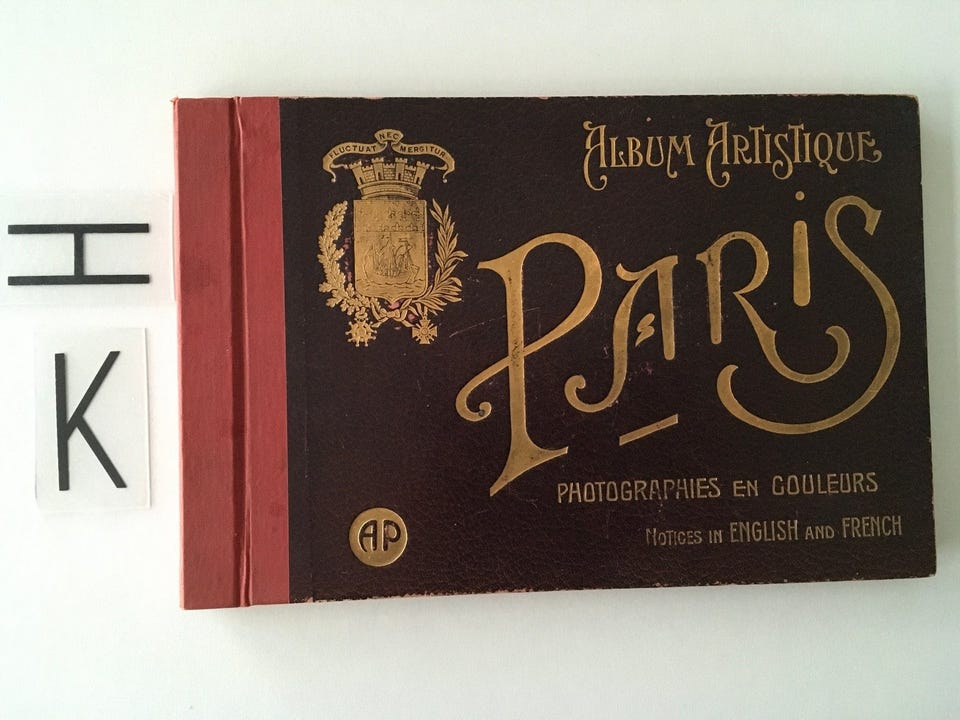 H
K
FLUCTUAT NEC MERGITUR
ALBUM ARTISTIQUE
PARIS
PHOTOGRAPHIES EN COULEURS
NOTICES IN ENGLISH AND FRENCH
AP